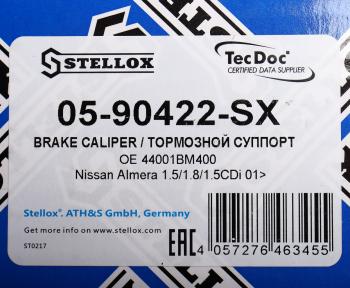 STELLOX
TecDoc
CERTIFIED DATA SUPPLIER
05-90422-SX
BRAKE CALIPER / ТОРМОЗНОЙ СУППОРТ
OE 44001BM400
Nissan Almera 1.5/1.8/1.5CDi 01>
Stellox® ATH&S GmbH, Germany
Get more info on www.stellox.com
ST0217
EAC
4 057276 463455